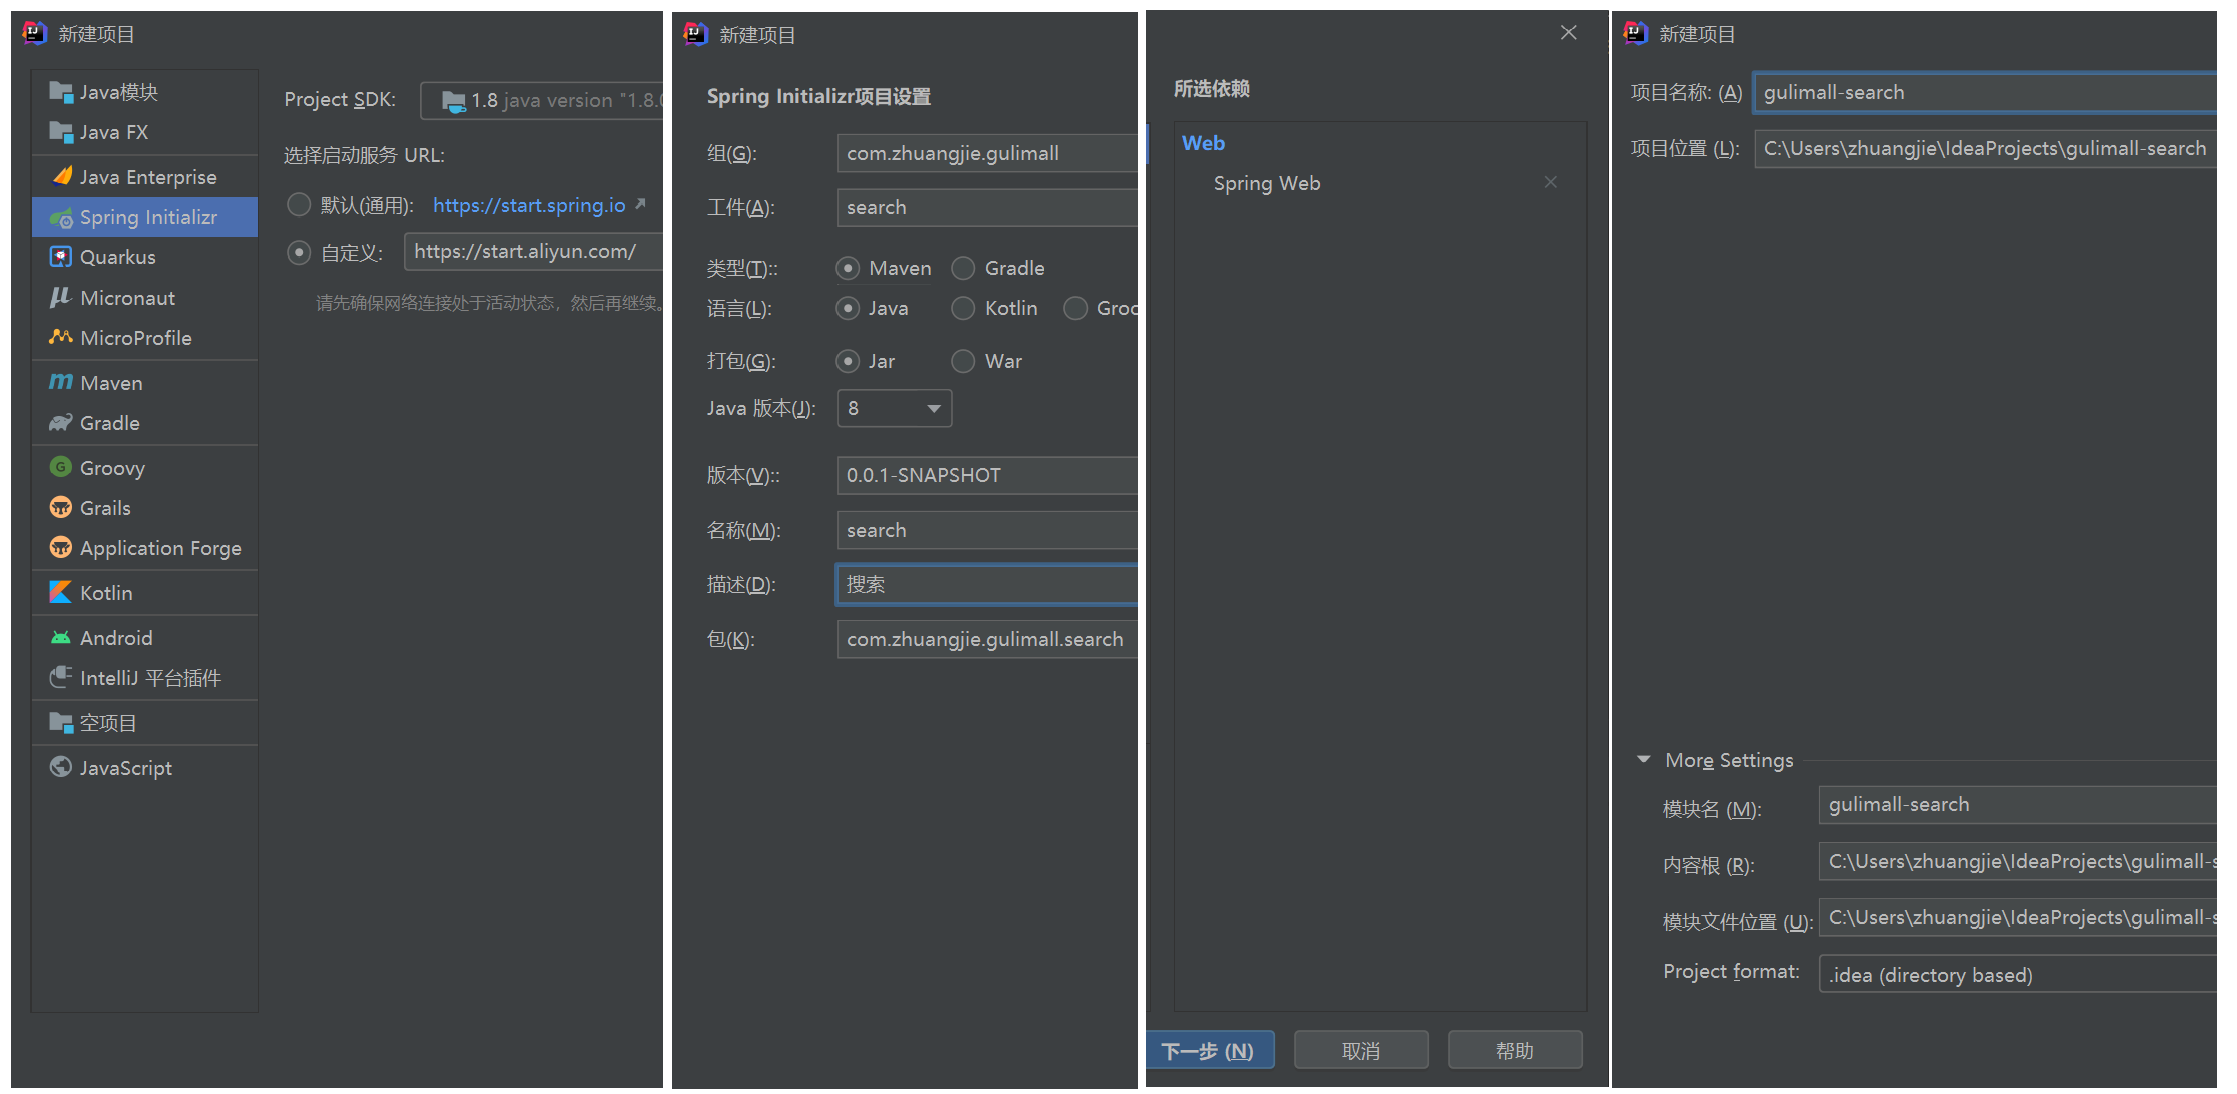 新建项目
Java模块
Java FX
Java Enterprise
Spring Initializr
Quarkus
Micronaut
MicroProfile
Maven
Gradle
Groovy
Grails
Application Forge
Kotlin
Android
IntelliJ 平台插件
空项目
JavaScript
Project SDK: 1.8 java version "1.8.0
选择启动服务 URL:
默认(通用): https://start.spring.io
自定义: https://start.aliyun.com/
请先确保网络连接处于活动状态，然后再继续。
新建项目
Spring Initializr项目设置
组(G): com.zhuangjie.gulimall
工件(A): search
类型(T):: Maven Gradle
语言(L): Java Kotlin Groo
打包(G): Jar War
Java 版本(J): 8
版本(V):: 0.0.1-SNAPSHOT
名称(M): search
描述(D): 搜索
包(K): com.zhuangjie.gulimall.search
所选依赖
Web
Spring Web
下一步 (N) 取消 帮助
新建项目
项目名称: (A) gulimall-search
项目位置 (L): C:\Users\zhuangjie\IdeaProjects\gulimall-search
More Settings
模块名 (M): gulimall-search
内容根 (R): C:\Users\zhuangjie\IdeaProjects\gulimall-s
模块文件位置 (U): C:\Users\zhuangjie\IdeaProjects\gulimall-s
Project format: .idea (directory based)